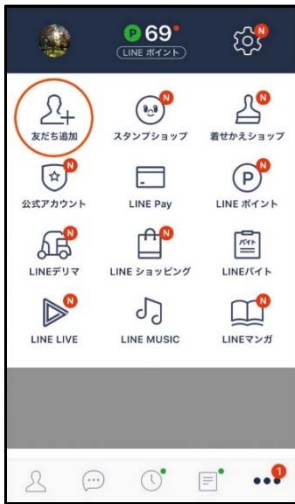 P 69
LINE ポイント
N
友だち追加
N スタンプショップ
N 着せかえショップ
N 公式アカウント
LINE Pay
P N LINE ポイント
N LINEデリマ
N LINE ショッピング
バイト N LINEバイト
N LINE LIVE
LINE MUSIC
N LINEマンガ
1